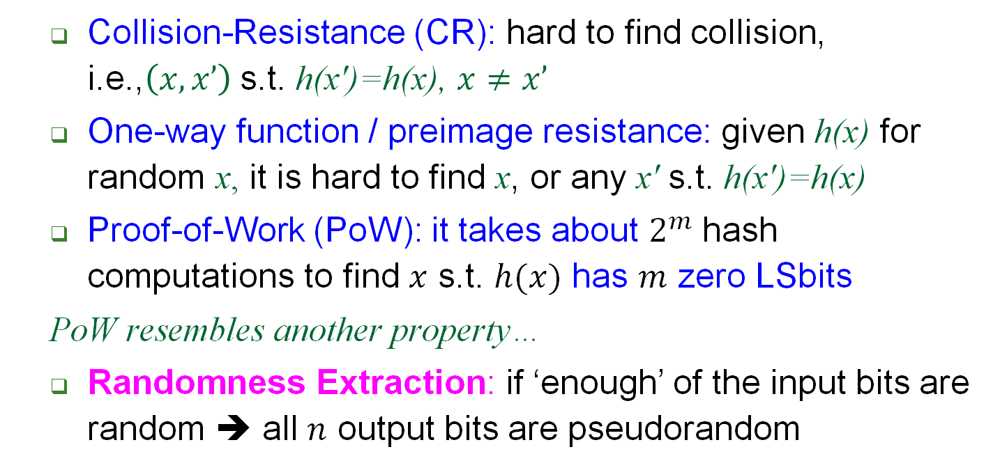 ❑ Collision-Resistance (CR): hard to find collision,
i.e.,(x, x′) s.t. h(x')=h(x), x ≠ x'
❑ One-way function / preimage resistance: given h(x) for
random x, it is hard to find x, or any x' s.t. h(x')=h(x)
❑ Proof-of-Work (PoW): it takes about 2^m hash
computations to find x s.t. h(x) has m zero LSbits
PoW resembles another property…
❑ Randomness Extraction: if ‘enough’ of the input bits are
random ➔ all n output bits are pseudorandom